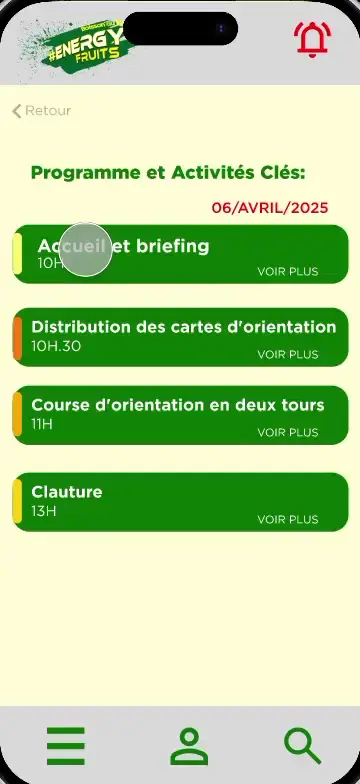 #ENERGY
FRUITS
Retour
Programme et Activités Clés:
06/AVRIL/2025
Accueil et briefing
10H
VOIR PLUS
Distribution des cartes d'orientation
10H.30
VOIR PLUS
Course d'orientation en deux tours
11H
VOIR PLUS
Clauture
13H
VOIR PLUS